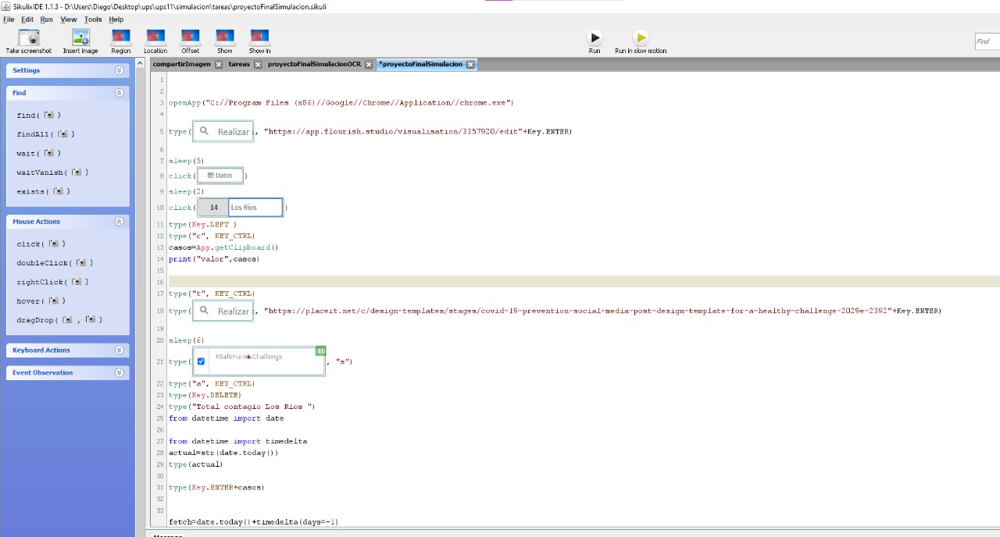 SikulixIDE 1.1.3 - D:\Users\Diego\Desktop\ups\ups11\simulacion\tareas\proyectoFinalSimulacion.sikuli
File Edit Run View Tools Help
Take screenshot Insert image Region Location Offset Show Show in Run Run in slow motion Find
compartirImagen tareas proyectoFinalSimulacionOCR *proyectoFinalSimulacion
Settings
Find
find( )
findAll( )
wait( )
waitVanish( )
exists( )
Mouse Actions
click( )
doubleClick( )
rightClick( )
hover( )
dragDrop( , )
Keyboard Actions
Event Observation
1
2
3 openApp("C://Program Files (x86)//Google//Chrome//Application//chrome.exe")
4
5 type( Realizar , "https://app.flourish.studio/visualisation/3357920/edit"+Key.ENTER)
6
7 sleep(5)
8 click( Datos )
9 sleep(2)
10 click( 14 Los Ríos )
11 type(Key.LEFT )
12 type("c", KEY_CTRL)
13 casos=App.getClipboard()
14 print("valor",casos)
15
16
17 type("t", KEY_CTRL)
18 type( Realizar , "https://placeit.net/c/design-templates/stages/covid-19-prevention-social-media-post-design-template-for-a-healthy-challenge-2029e-2392"+Key.ENTER)
19
20 sleep(6)
21 type( #SafeHandsChallenge 48 , "s")
22 type("a", KEY_CTRL)
23 type(Key.DELETE)
24 type("Total contagio Los Rios ")
25 from datetime import date
26
27 from datetime import timedelta
28 actual=str(date.today())
29 type(actual)
30
31 type(Key.ENTER+casos)
32
33
fetch=date.today()+timedelta(days=-1)
Message